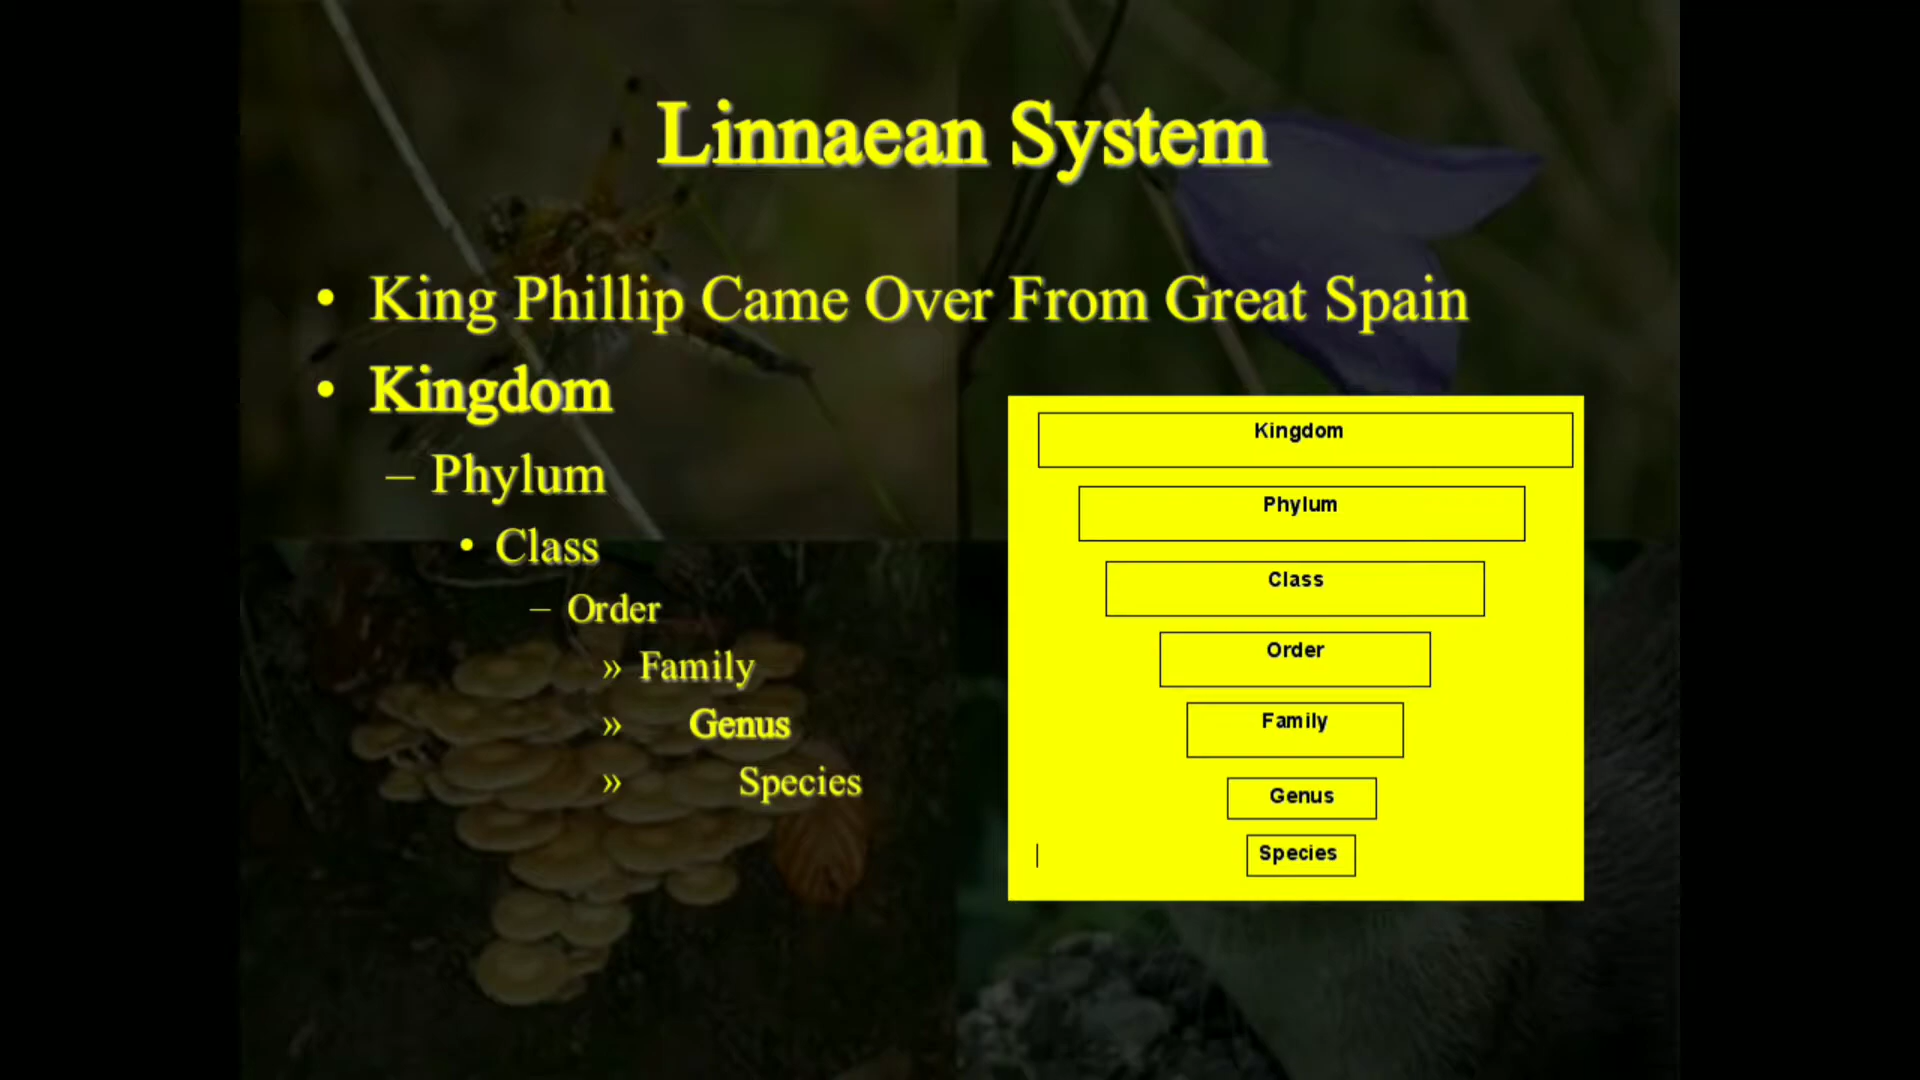 Linnaean System
• King Phillip Came Over From Great Spain
• Kingdom
– Phylum
• Class
– Order
» Family
» Genus
» Species
Kingdom
Phylum
Class
Order
Family
Genus
Species